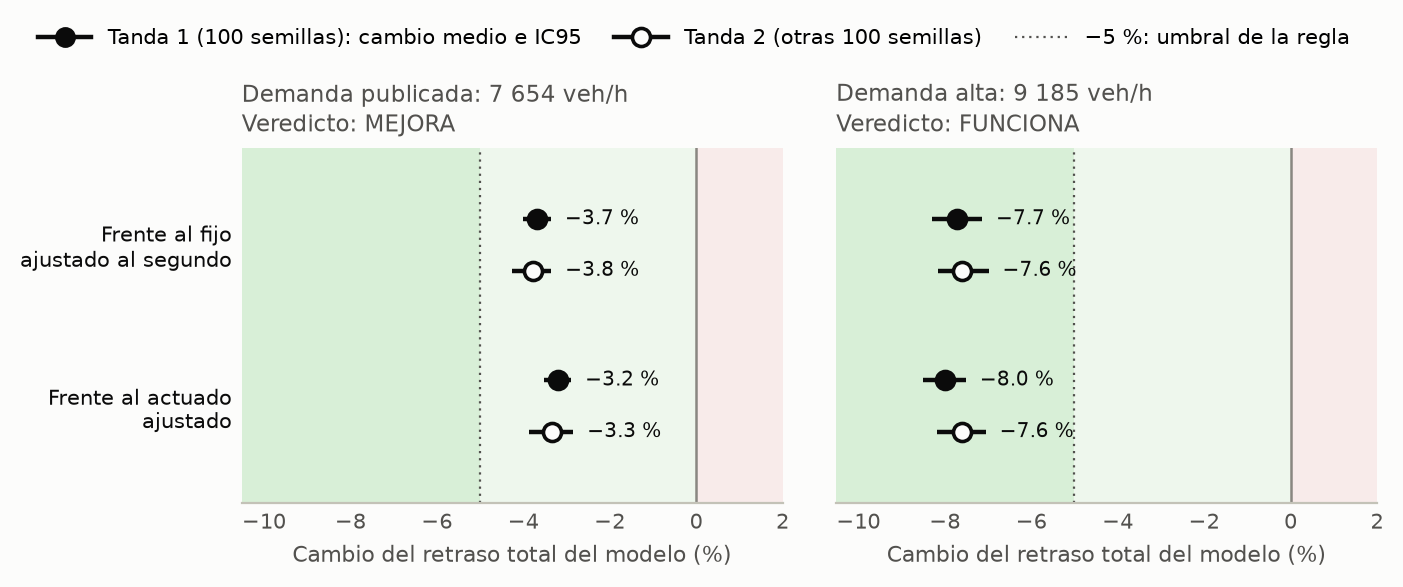 Tanda 1 (100 semillas): cambio medio e IC95
Tanda 2 (otras 100 semillas)
−5 %: umbral de la regla
Demanda publicada: 7 654 veh/h
Veredicto: MEJORA
Demanda alta: 9 185 veh/h
Veredicto: FUNCIONA
Frente al fijo
ajustado al segundo
−3.7 %
−3.8 %
−7.7 %
−7.6 %
Frente al actuado
ajustado
−3.2 %
−3.3 %
−8.0 %
−7.6 %
−10 −8 −6 −4 −2 0 2
−10 −8 −6 −4 −2 0 2
Cambio del retraso total del modelo (%)
Cambio del retraso total del modelo (%)